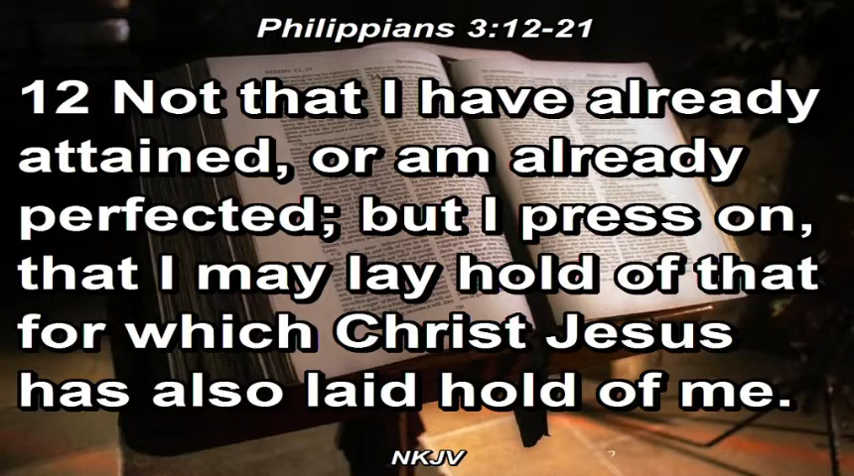 Philippians 3:12-21
12 Not that I have already
attained, or am already
perfected; but I press on,
that I may lay hold of that
for which Christ Jesus
has also laid hold of me.
NKJV